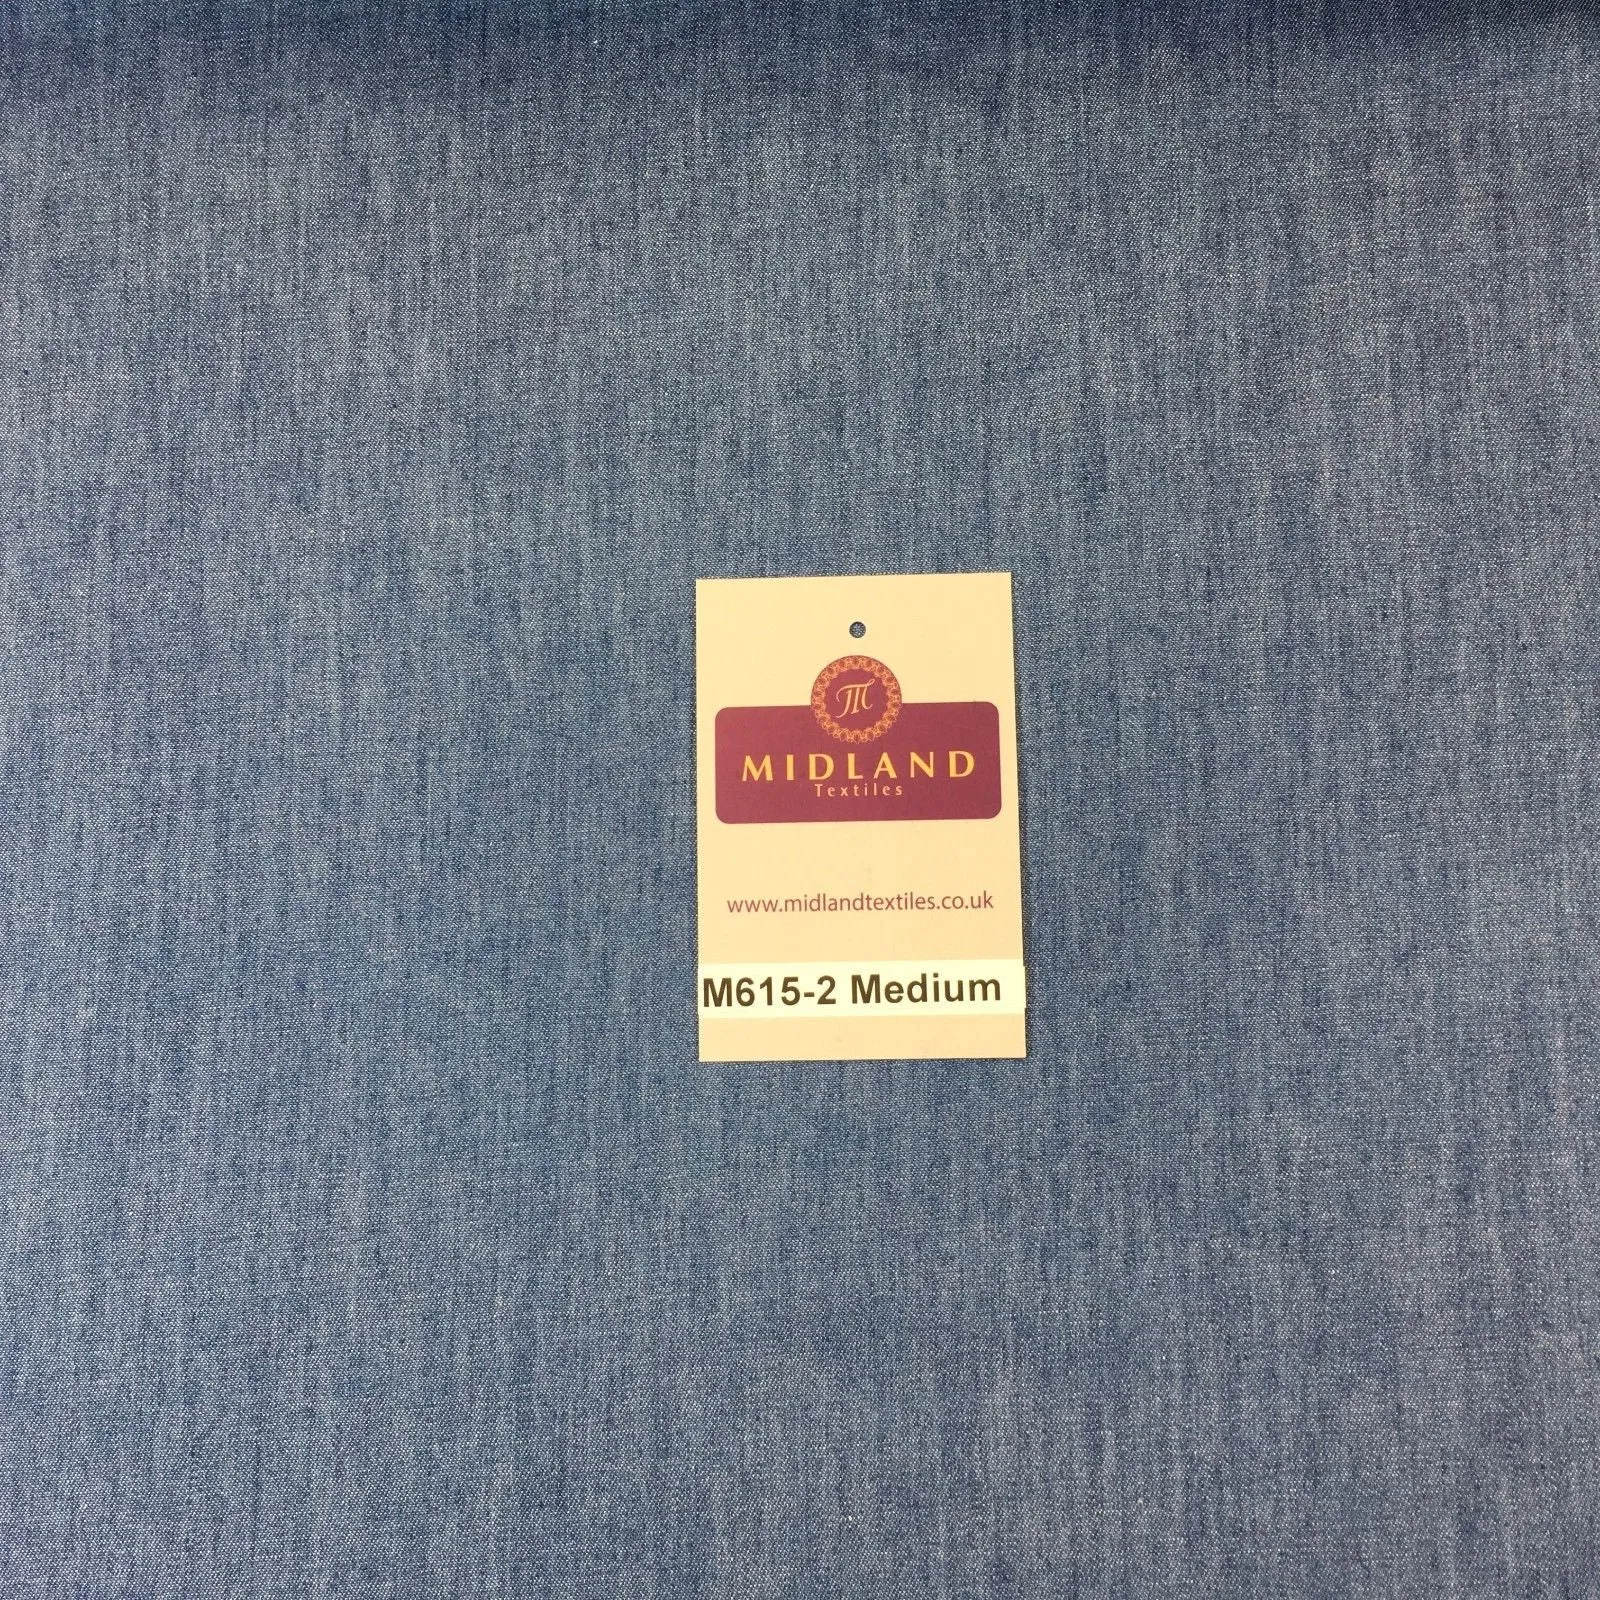 M
MIDLAND
Textiles
www.midlandtextiles.co.uk
M615-2 Medium